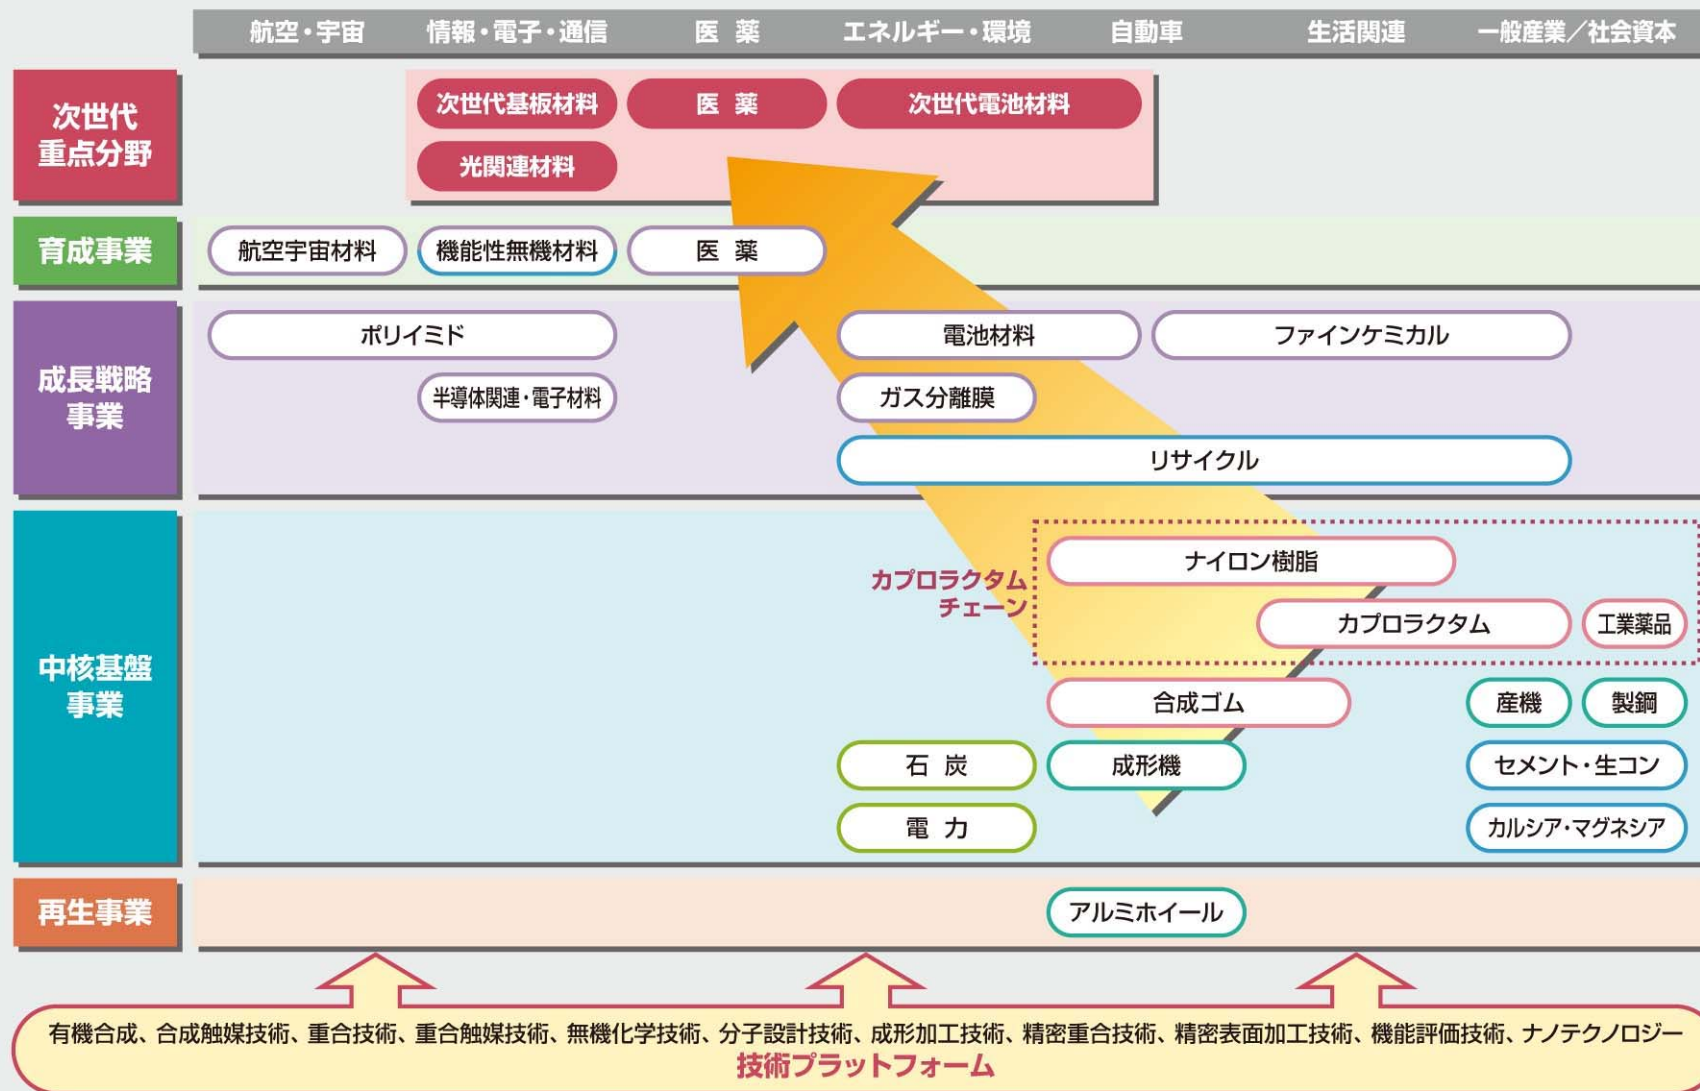 航空・宇宙 情報・電子・通信 医 薬 エネルギー・環境 自動車 生活関連 一般産業／社会資本
次世代
重点分野
次世代基板材料 医 薬 次世代電池材料
光関連材料
育成事業
航空宇宙材料 機能性無機材料 医 薬
成長戦略
事業
ポリイミド 電池材料 ファインケミカル
半導体関連・電子材料 ガス分離膜
リサイクル
中核基盤
事業
カプロラクタム
チェーン
ナイロン樹脂
カプロラクタム 工業薬品
合成ゴム 産機 製鋼
石 炭 成形機 セメント・生コン
電 力 カルシア・マグネシア
再生事業
アルミホイール
有機合成、合成触媒技術、重合技術、重合触媒技術、無機化学技術、分子設計技術、成形加工技術、精密重合技術、精密表面加工技術、機能評価技術、ナノテクノロジー
技術プラットフォーム